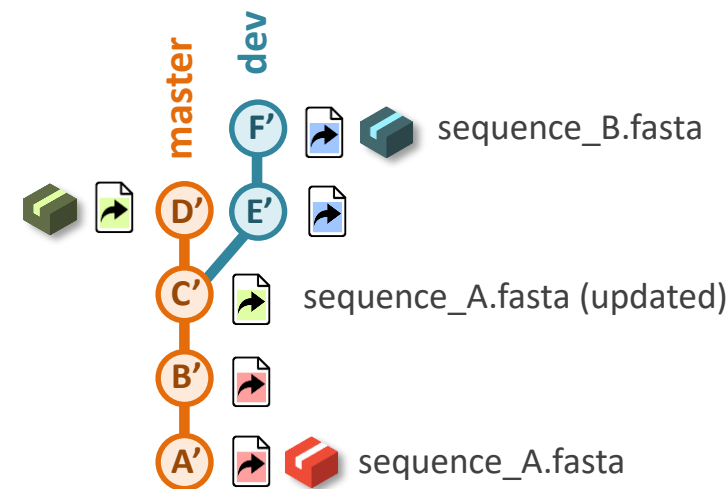 master
dev
F’
sequence_B.fasta
D’
E’
C’
sequence_A.fasta (updated)
B’
A’
sequence_A.fasta